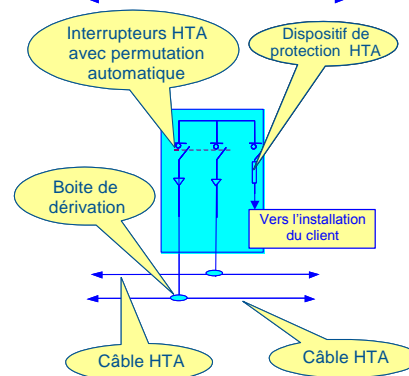 Interrupteurs HTA
avec permutation
automatique
Dispositif de
protection HTA
Boite de
dérivation
Vers l'installation
du client
Câble HTA
Câble HTA